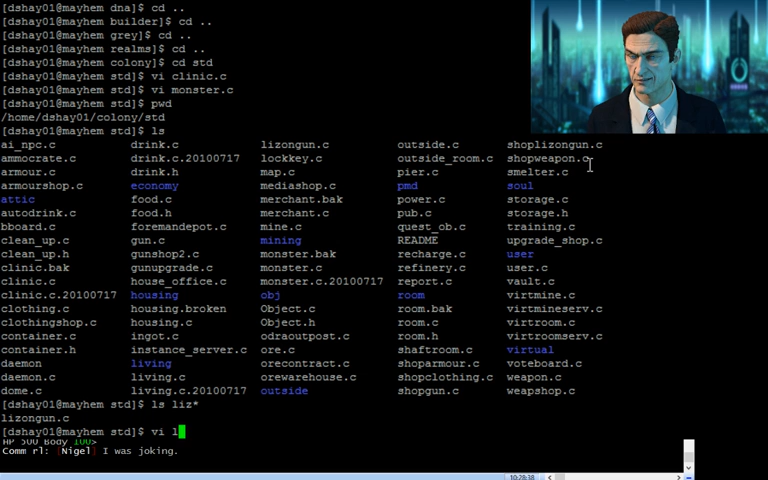 [dshay01@mayhem dna]$ cd ..
[dshay01@mayhem builder]$ cd ..
[dshay01@mayhem grey]$ cd ..
[dshay01@mayhem realms]$ cd ..
[dshay01@mayhem colony]$ cd std
[dshay01@mayhem std]$ vi clinic.c
[dshay01@mayhem std]$ vi monster.c
[dshay01@mayhem std]$ pwd
/home/dshay01/colony/std
[dshay01@mayhem std]$ ls
ai_npc.c drink.c lizongun.c outside.c shoplizongun.c
ammocrate.c drink.c.20100717 lockkey.c outside_room.c shopweapon.c
armour.c drink.h map.c pier.c smelter.c
armourshop.c economy mediashop.c pmd soul
attic food.c merchant.bak power.c storage.c
autodrink.c food.h merchant.c pub.c storage.h
bboard.c foremandepot.c mine.c quest_ob.c training.c
clean_up.c gun.c mining README upgrade_shop.c
clean_up.h gunshop2.c monster.bak recharge.c user
clinic.bak gunupgrade.c monster.c refinery.c user.c
clinic.c house_office.c monster.c.20100717 report.c vault.c
clinic.c.20100717 housing obj room virtmine.c
clothing.c housing.broken Object.c room.bak virtmineserv.c
clothingshop.c housing.c Object.h room.c virtroom.c
container.c ingot.c odraoutpost.c room.h virtroomserv.c
container.h instance_server.c ore.c shaftroom.c virtual
daemon living orecontract.c shoparmour.c voteboard.c
daemon.c living.c orewarehouse.c shopclothing.c weapon.c
dome.c living.c.20100717 outside shopgun.c weapshop.c
[dshay01@mayhem std]$ ls liz*
lizongun.c
[dshay01@mayhem std]$ vi l
HP 500 Body 100>
Comm rl: [Nigel] I was joking.
10:28:38